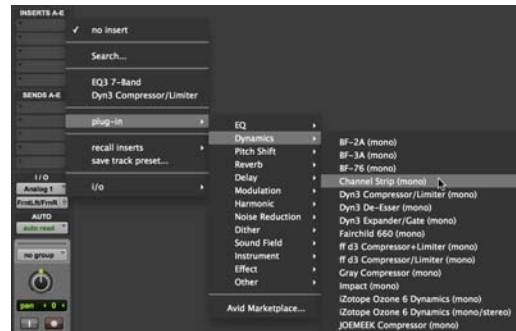 INSERTS A-E
no insert
Search...
EQ3 7-Band
Dyn3 Compressor/Limiter
plug-in
recall inserts
save track preset...
i/o
SENDS A-E
I / O
Analog 1
FrntLft/FrnR
AUTO
auto read
no group
pan
0
I
EQ
Dynamics
Pitch Shift
Reverb
Delay
Modulation
Harmonic
Noise Reduction
Dither
Sound Field
Instrument
Effect
Other
Avid Marketplace...
BF-2A (mono)
BF-3A (mono)
BF-76 (mono)
Channel Strip (mono)
Dyn3 Compressor/Limiter (mono)
Dyn3 De-Esser (mono)
Dyn3 Expander/Gate (mono)
Fairchild 660 (mono)
ff d3 Compressor+Limiter (mono)
ff d3 Compressor/Limiter (mono)
Gray Compressor (mono)
Impact (mono)
iZotope Ozone 6 Dynamics (mono)
iZotope Ozone 6 Dynamics (mono/stereo)
JOEMEEK Compressor (mono)